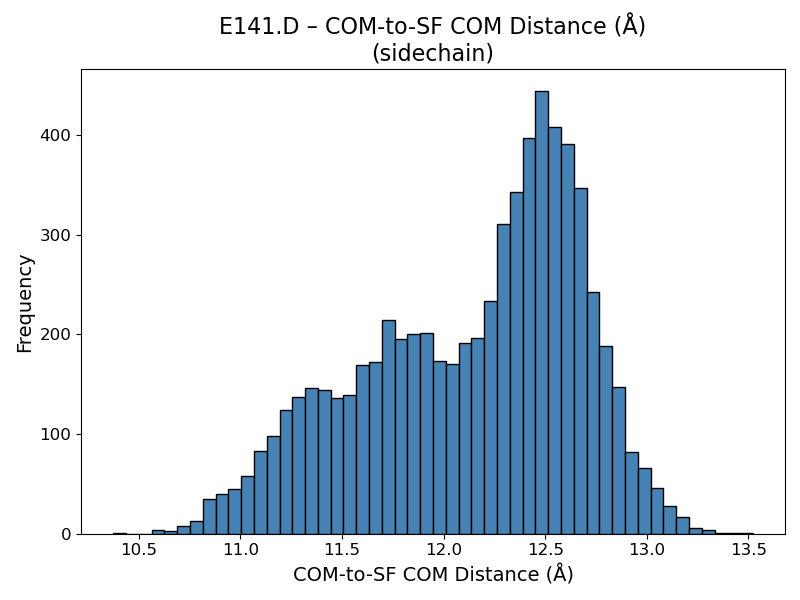 E141.D – COM-to-SF COM Distance (Å)
(sidechain)
Frequency
400
300
200
100
0
10.5 11.0 11.5 12.0 12.5 13.0 13.5
COM-to-SF COM Distance (Å)